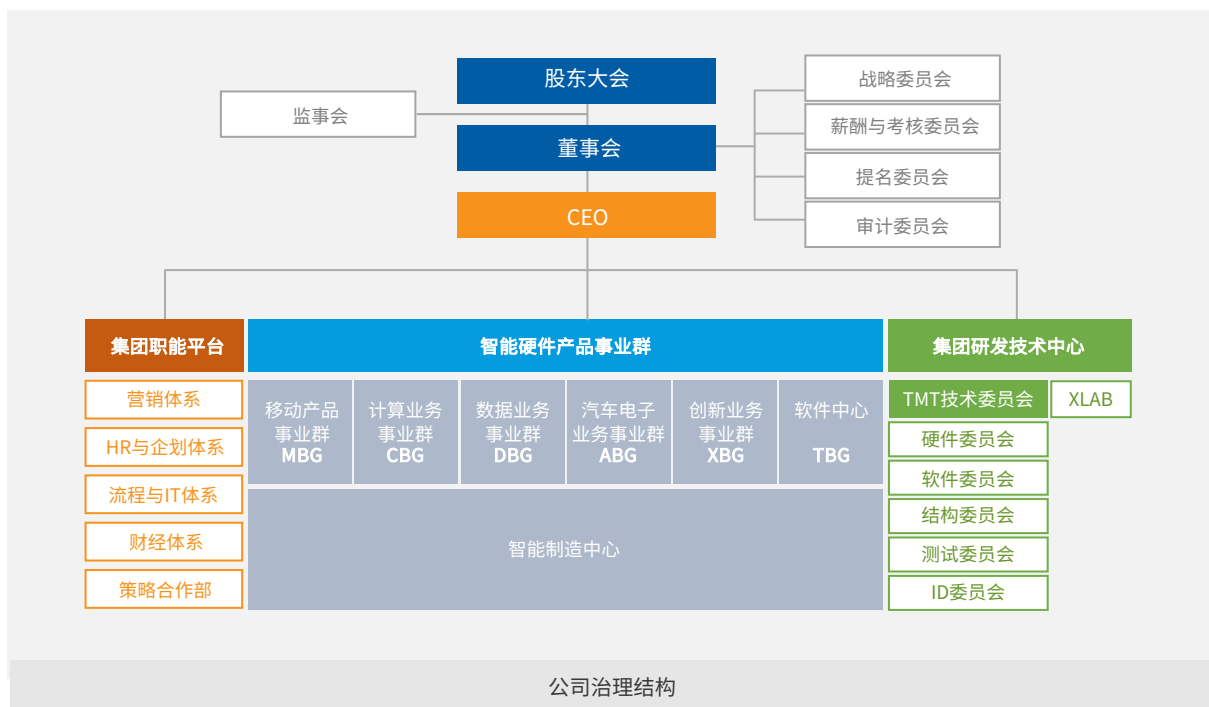 股东大会
监事会
董事会
CEO
战略委员会
薪酬与考核委员会
提名委员会
审计委员会
集团职能平台
营销体系
HR与企划体系
流程与IT体系
财经体系
策略合作部
智能硬件产品事业群
移动产品
事业群
MBG
计算业务
事业群
CBG
数据业务
事业群
DBG
汽车电子
业务事业群
ABG
创新业务
事业群
XBG
软件中心
TBG
智能制造中心
集团研发技术中心
TMT技术委员会
XLAB
硬件委员会
软件委员会
结构委员会
测试委员会
ID委员会
公司治理结构